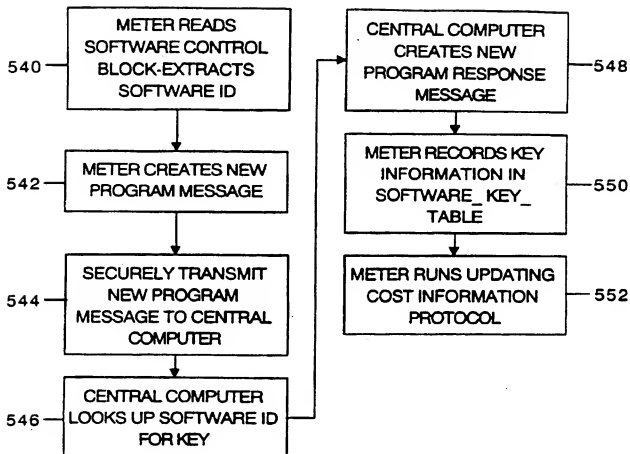 540
METER READS
SOFTWARE CONTROL
BLOCK-EXTRACTS
SOFTWARE ID
542
METER CREATES NEW
PROGRAM MESSAGE
544
SECURELY TRANSMIT
NEW PROGRAM
MESSAGE TO CENTRAL
COMPUTER
546
CENTRAL COMPUTER
LOOKS UP SOFTWARE ID
FOR KEY
CENTRAL COMPUTER
CREATES NEW
PROGRAM RESPONSE
MESSAGE
548
METER RECORDS KEY
INFORMATION IN
SOFTWARE_ KEY_
TABLE
550
METER RUNS UPDATING
COST INFORMATION
PROTOCOL
552